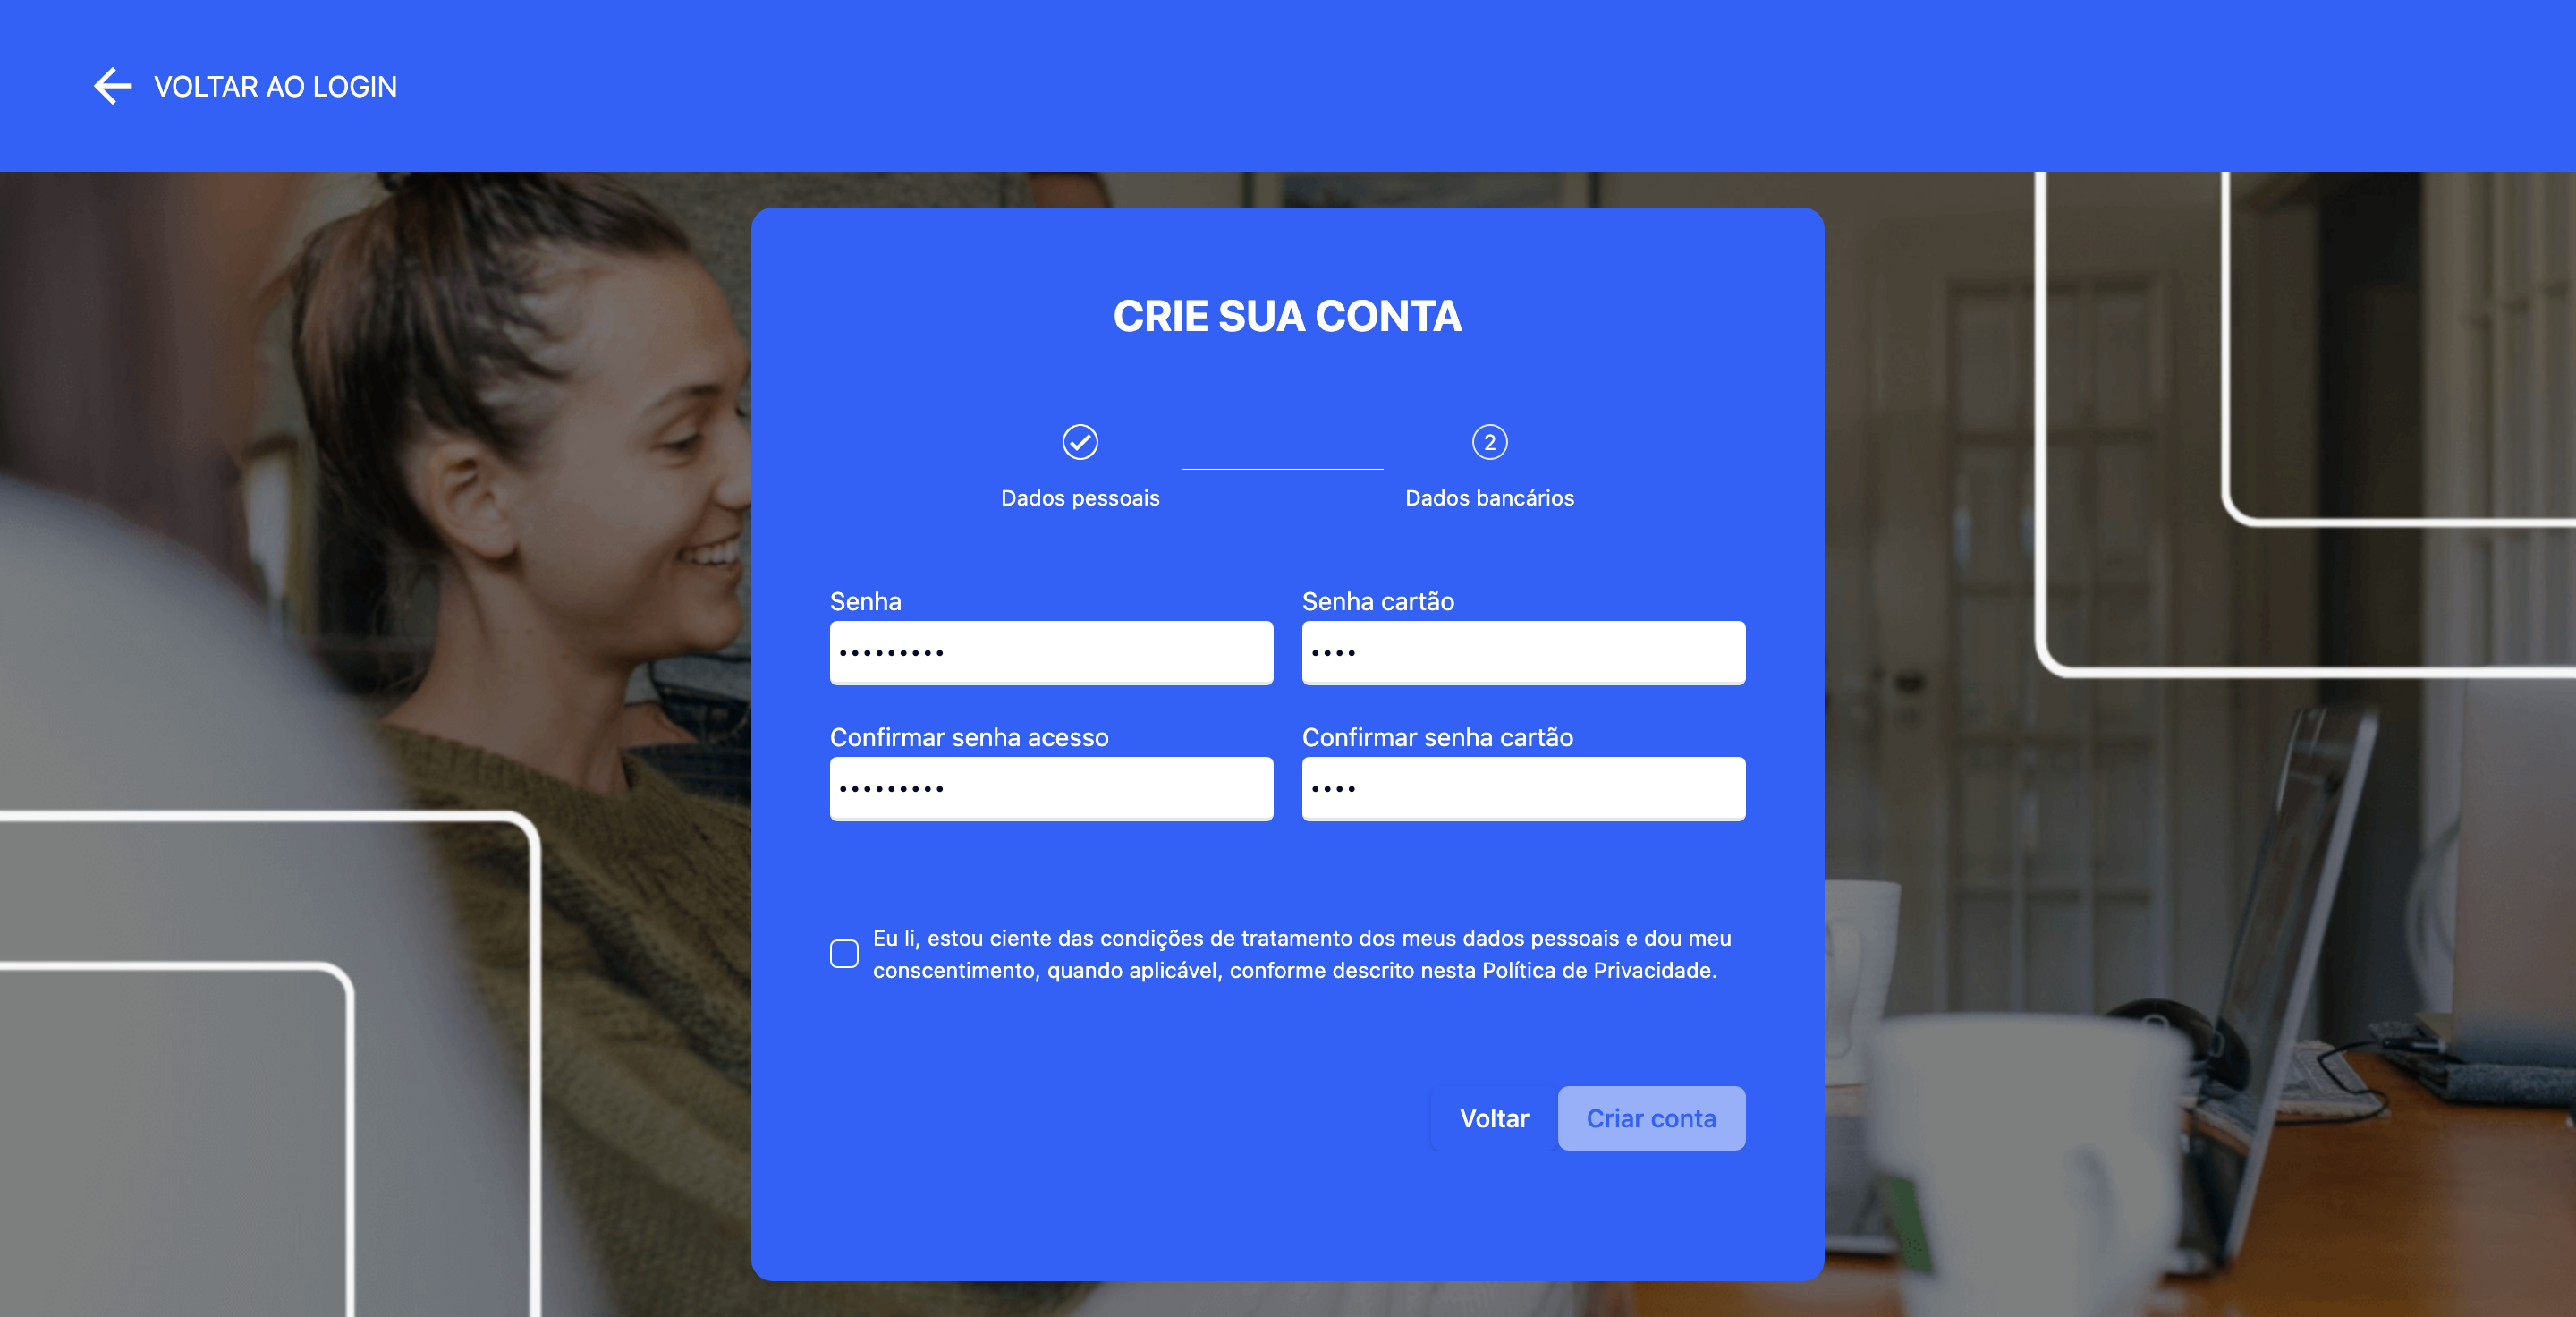 VOLTAR AO LOGIN
CRIE SUA CONTA
2
Dados pessoais
Dados bancários
Senha
Senha cartão
•••••••••
••••
Confirmar senha acesso
Confirmar senha cartão
•••••••••
••••
Eu li, estou ciente das condições de tratamento dos meus dados pessoais e dou meu
conscentimento, quando aplicável, conforme descrito nesta Política de Privacidade.
Voltar
Criar conta